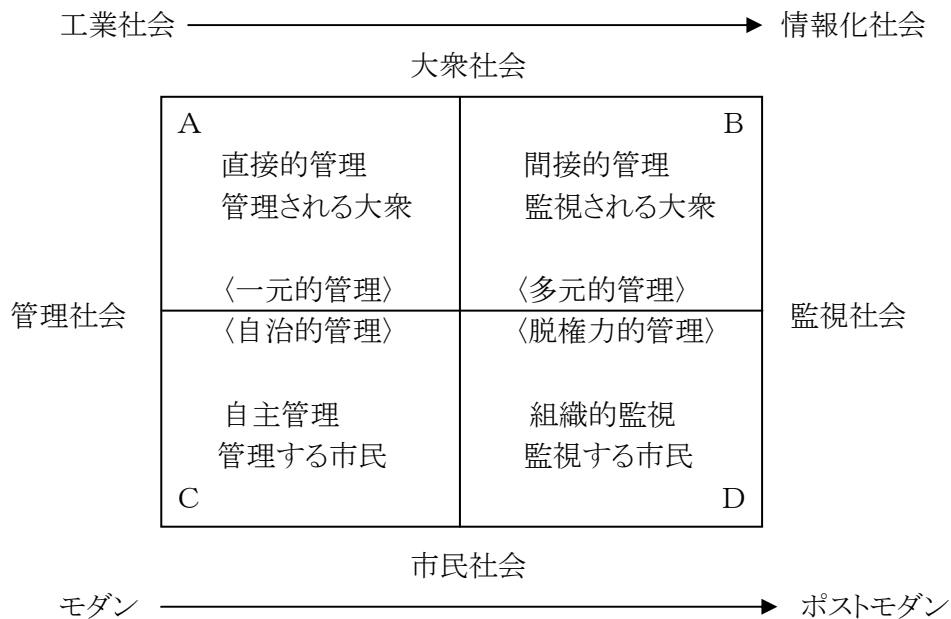 工業社会 情報化社会
大衆社会
A B
直接的管理 間接的管理
管理される大衆 監視される大衆
〈一元的管理〉 〈多元的管理〉
管理社会 監視社会
〈自治的管理〉 〈脱権力的管理〉
自主管理 組織的監視
管理する市民 監視する市民
C D
市民社会
モダン ポストモダン